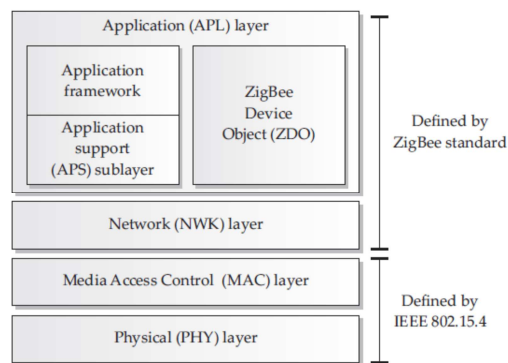 Application (APL) layer
Application
framework
Application
support
(APS) sublayer
ZigBee
Device
Object (ZDO)
Network (NWK) layer
Media Access Control (MAC) layer
Physical (PHY) layer
Defined by
ZigBee standard
Defined by
IEEE 802.15.4